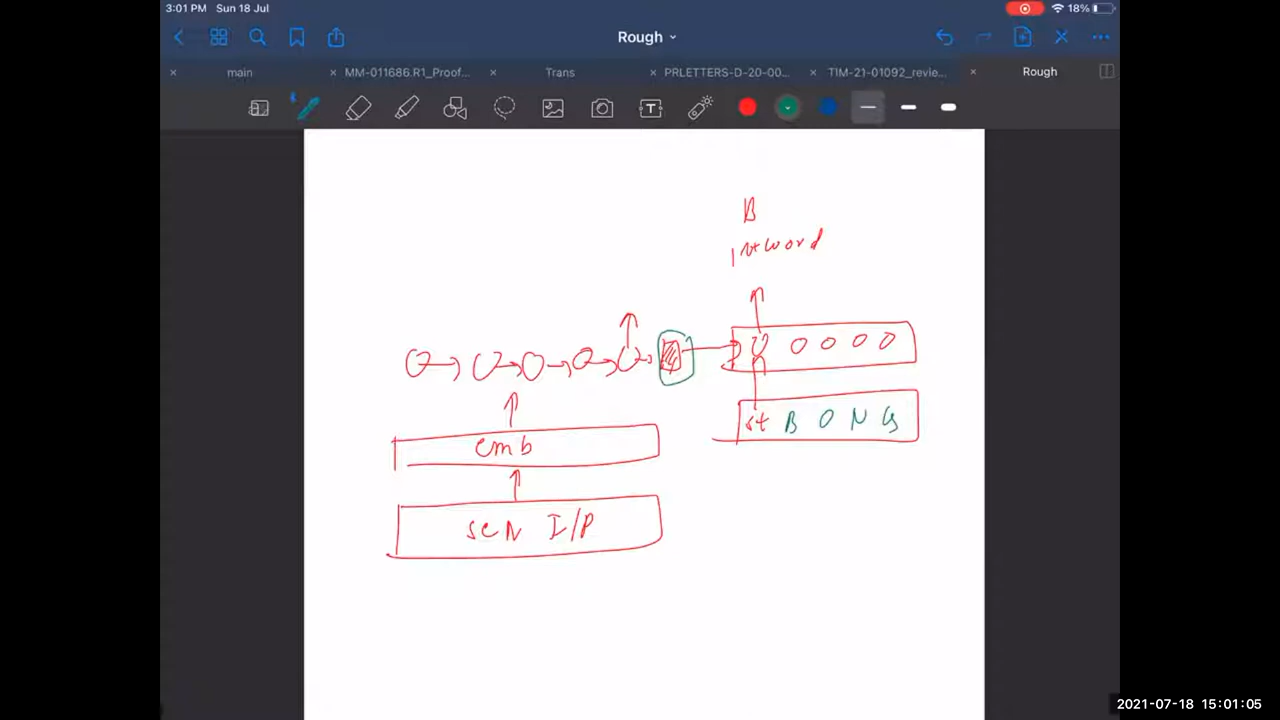 3:01 PM Sun 18 Jul
18%
Rough
main
MM-011686.R1_Proof...
Trans
PRLETTERS-D-20-00...
TIM-21-01092_revie...
Rough
B
1st word
st B O N G
emb
SEN I/P
2021-07-18 15:01:05